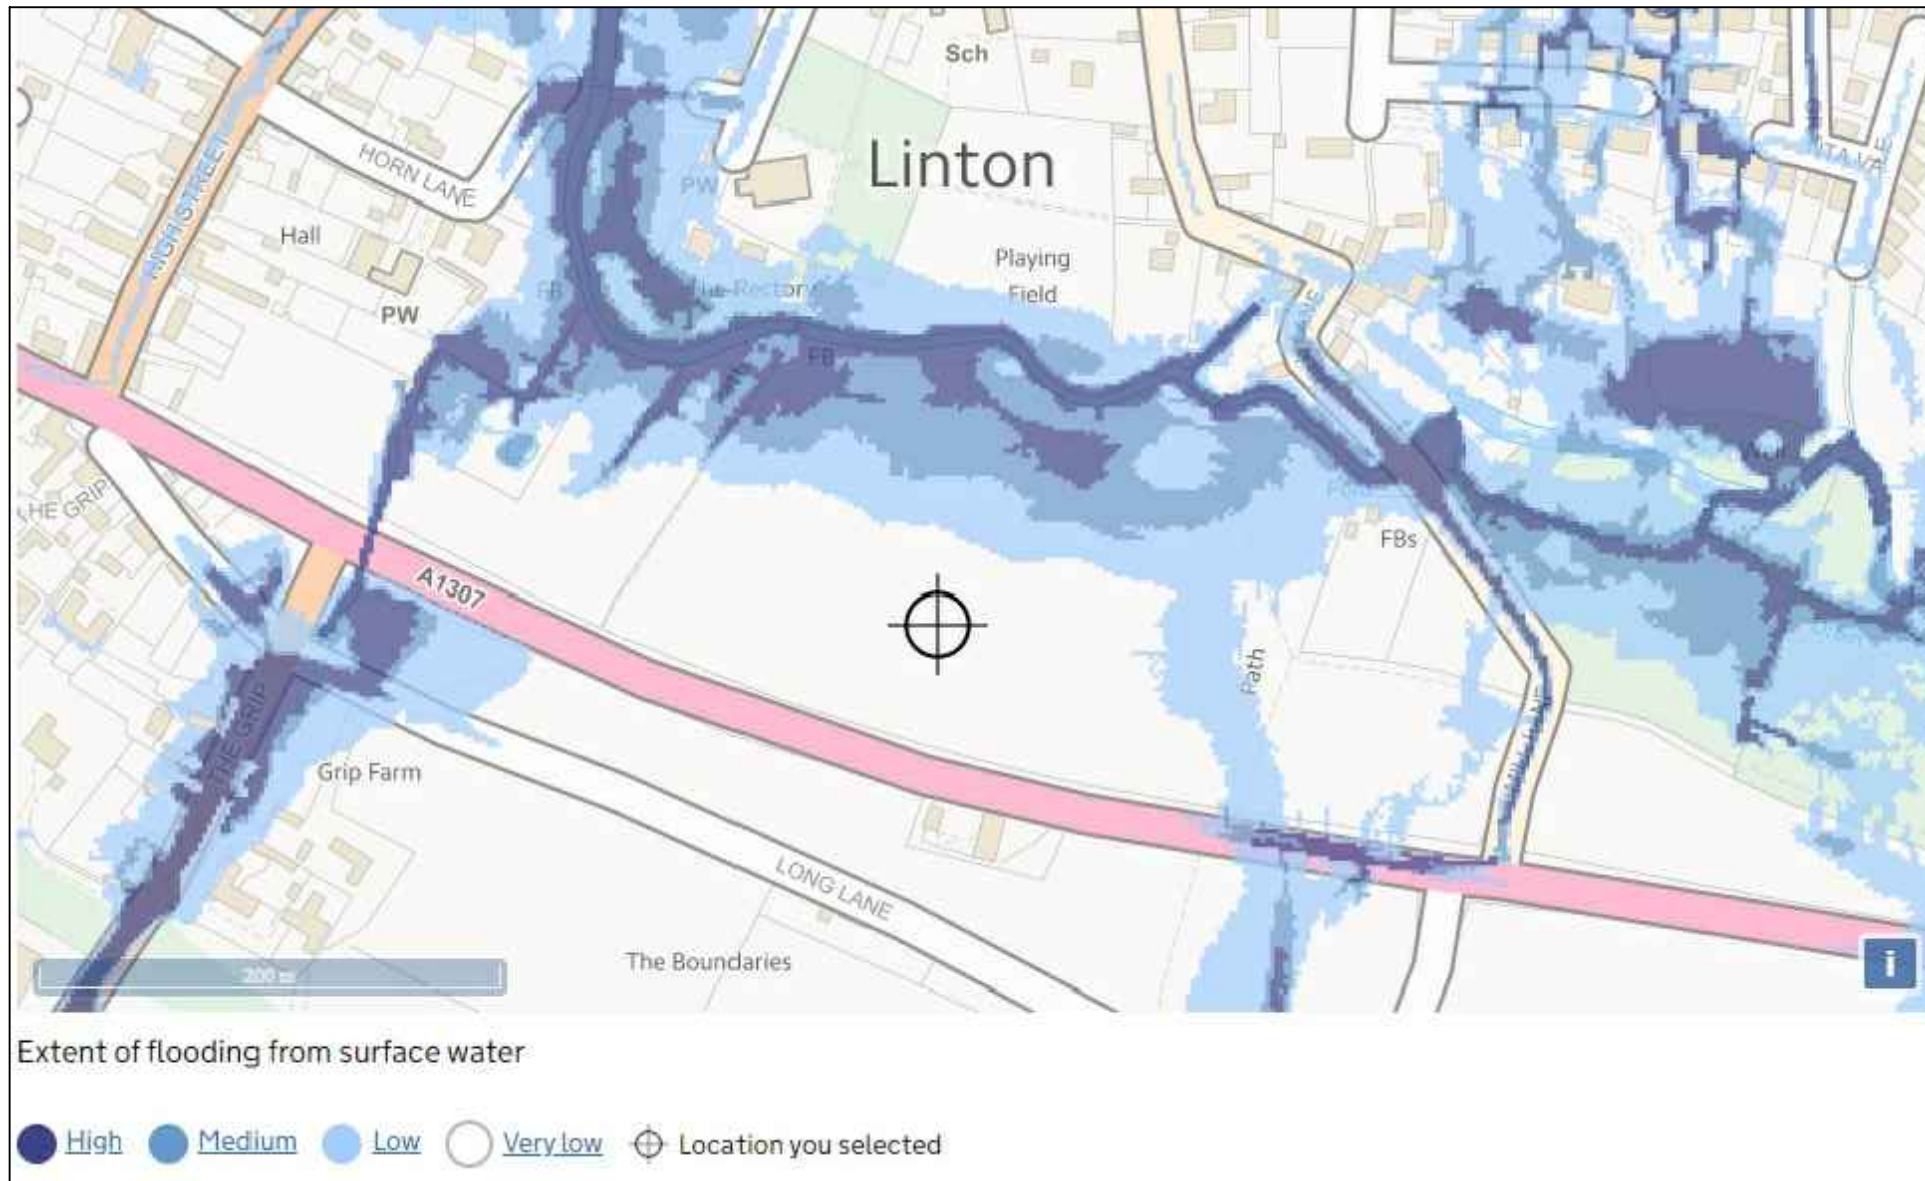 Sch
Linton
HORN LANE
HIGH STREET
Hall
PW
Playing
Field
The Rectory
PW
FB
FB
THE GRIP
A1307
FBs
Path
THE GRIP
Grip Farm
LONG LANE
The Boundaries
200 m
i
Extent of flooding from surface water
High Medium Low Very low Location you selected